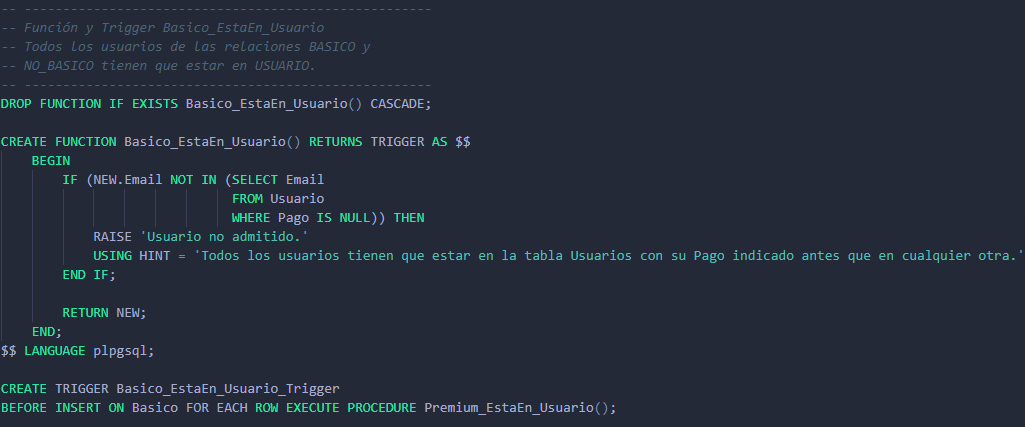 -- -----------------------------------------------------
-- Función y Trigger Basico_EstaEn_Usuario
-- Todos los usuarios de las relaciones BASICO y
-- NO_BASICO tienen que estar en USUARIO.
-- -----------------------------------------------------
DROP FUNCTION IF EXISTS Basico_EstaEn_Usuario() CASCADE;

CREATE FUNCTION Basico_EstaEn_Usuario() RETURNS TRIGGER AS $$
    BEGIN
        IF (NEW.Email NOT IN (SELECT Email
                              FROM Usuario
                              WHERE Pago IS NULL)) THEN
            RAISE 'Usuario no admitido.'
            USING HINT = 'Todos los usuarios tienen que estar en la tabla Usuarios con su Pago indicado antes que en cualquier otra.'
        END IF;

        RETURN NEW;
    END;
$$ LANGUAGE plpgsql;

CREATE TRIGGER Basico_EstaEn_Usuario_Trigger
BEFORE INSERT ON Basico FOR EACH ROW EXECUTE PROCEDURE Premium_EstaEn_Usuario();